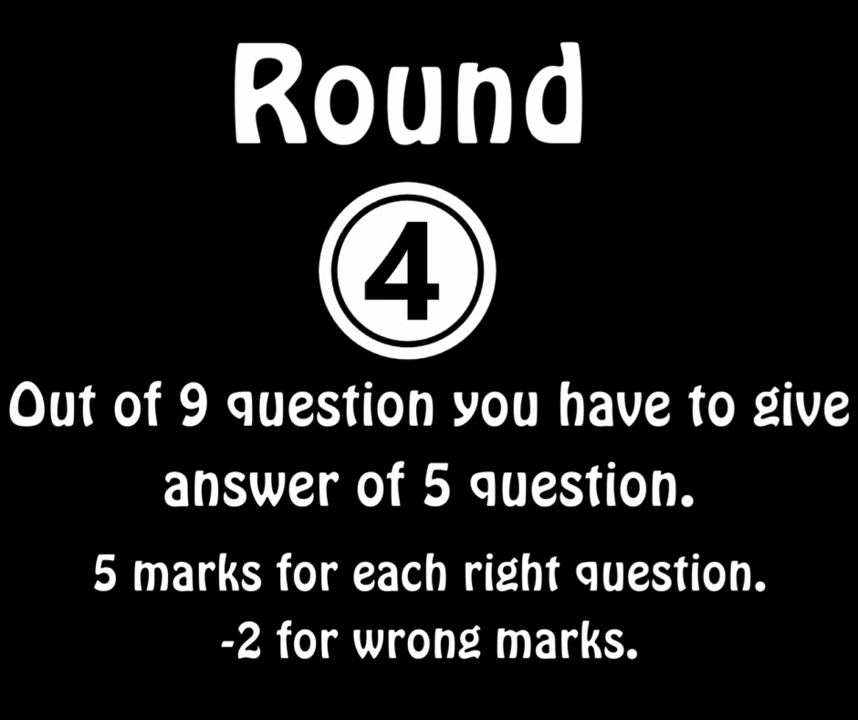 Round
4
Out of 9 question you have to give
answer of 5 question.
5 marks for each right question.
-2 for wrong marks.